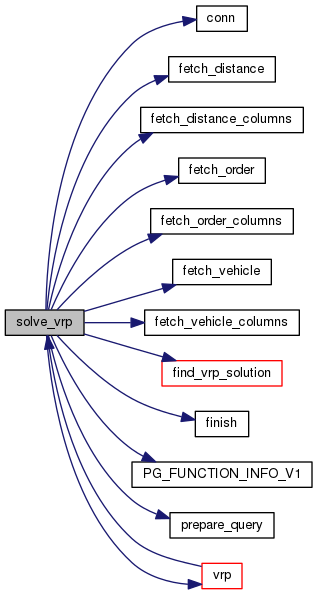 conn
fetch_distance
fetch_distance_columns
fetch_order
fetch_order_columns
fetch_vehicle
solve_vrp
fetch_vehicle_columns
find_vrp_solution
finish
PG_FUNCTION_INFO_V1
prepare_query
vrp